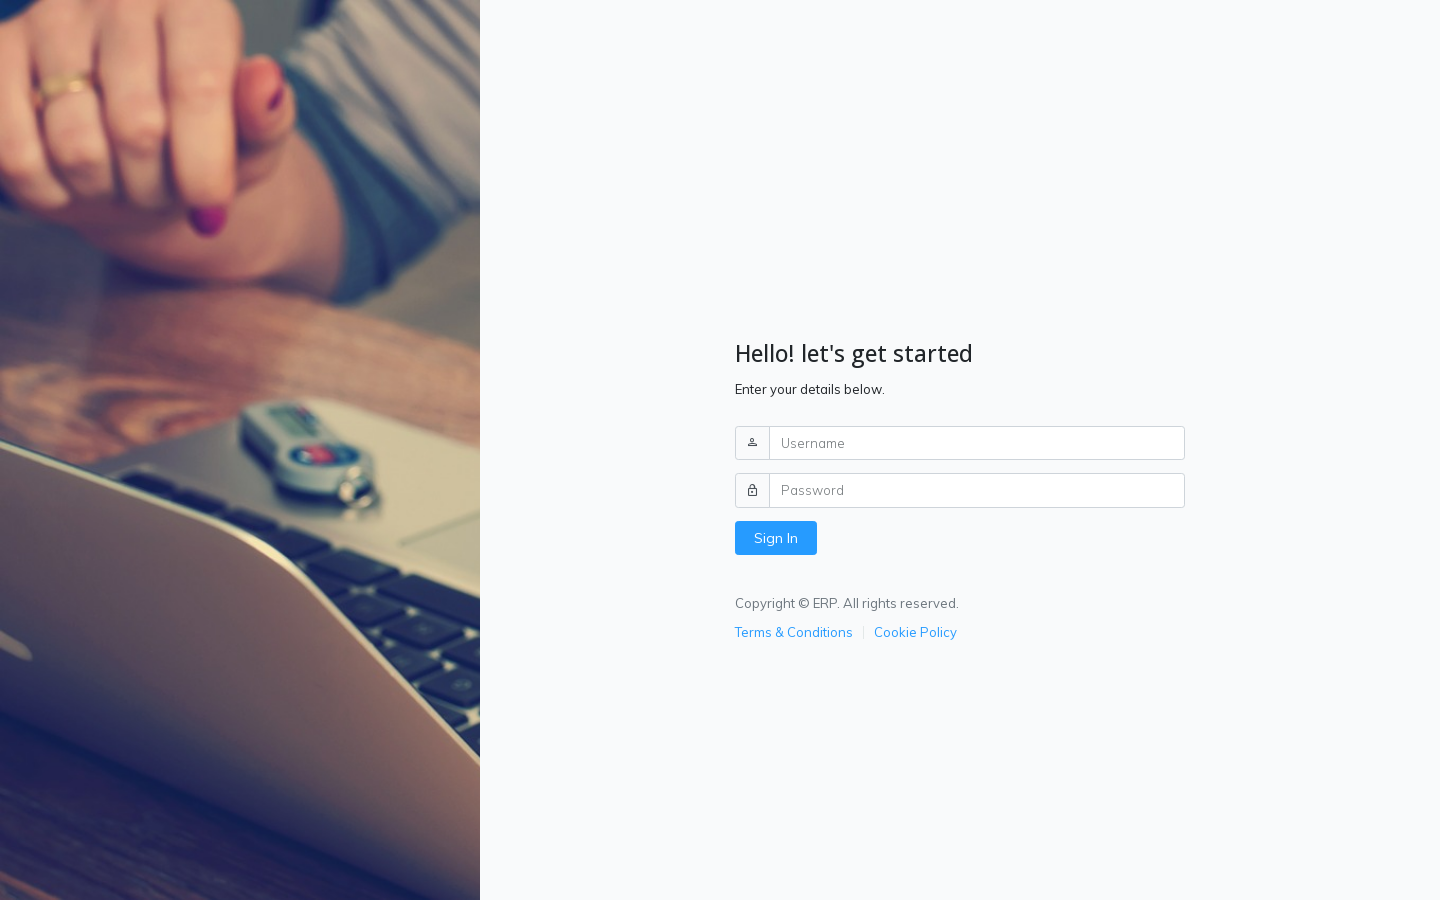 Hello! let's get started
Enter your details below.
Username
Password
Sign In
Copyright © ERP. All rights reserved.
Terms & Conditions | Cookie Policy